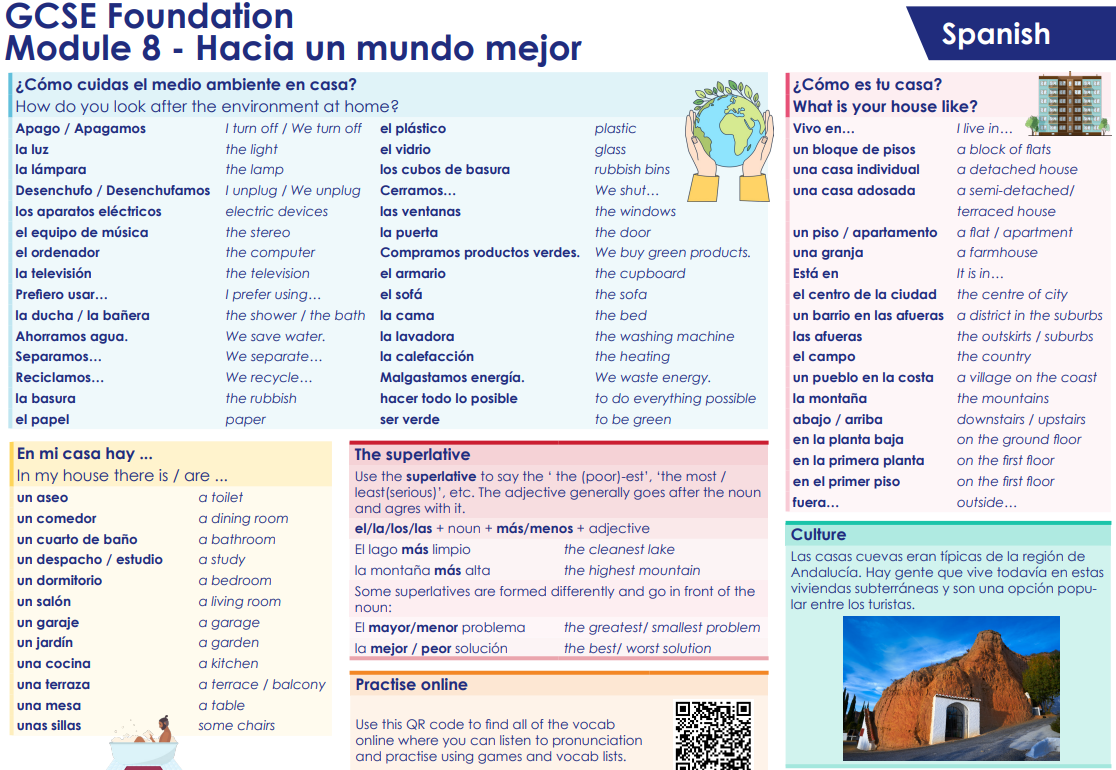 GCSE Foundation
Module 8 - Hacia un mundo mejor
Spanish
¿Cómo cuidas el medio ambiente en casa?
How do you look after the environment at home?
Apago / Apagamos I turn off / We turn off
la luz the light
la lámpara the lamp
Desenchufo / Desenchufamos I unplug / We unplug
los aparatos eléctricos electric devices
el equipo de música the stereo
el ordenador the computer
la televisión the television
Prefiero usar… I prefer using…
la ducha / la bañera the shower / the bath
Ahorramos agua. We save water.
Separamos… We separate…
Reciclamos… We recycle…
la basura the rubbish
el papel paper
el plástico plastic
el vidrio glass
los cubos de basura rubbish bins
Cerramos… We shut…
las ventanas the windows
la puerta the door
Compramos productos verdes. We buy green products.
el armario the cupboard
el sofá the sofa
la cama the bed
la lavadora the washing machine
la calefacción the heating
Malgastamos energía. We waste energy.
hacer todo lo posible to do everything possible
ser verde to be green
¿Cómo es tu casa?
What is your house like?
Vivo en… I live in…
un bloque de pisos a block of flats
una casa individual a detached house
una casa adosada a semi-detached/
terraced house
un piso / apartamento a flat / apartment
una granja a farmhouse
Está en It is in…
el centro de la ciudad the centre of city
un barrio en las afueras a district in the suburbs
las afueras the outskirts / suburbs
el campo the country
un pueblo en la costa a village on the coast
la montaña the mountains
abajo / arriba downstairs / upstairs
en la planta baja on the ground floor
en la primera planta on the first floor
en el primer piso on the first floor
fuera… outside…
En mi casa hay ...
In my house there is / are ...
un aseo a toilet
un comedor a dining room
un cuarto de baño a bathroom
un despacho / estudio a study
un dormitorio a bedroom
un salón a living room
un garaje a garage
un jardín a garden
una cocina a kitchen
una terraza a terrace / balcony
una mesa a table
unas sillas some chairs
The superlative
Use the superlative to say the ‘ the (poor)-est’, ‘the most /
least(serious)’, etc. The adjective generally goes after the noun
and agrees with it.
el/la/los/las + noun + más/menos + adjective
El lago más limpio the cleanest lake
la montaña más alta the highest mountain
Some superlatives are formed differently and go in front of the
noun:
El mayor/menor problema the greatest/ smallest problem
la mejor / peor solución the best/ worst solution
Practise online
Use this QR code to find all of the vocab
online where you can listen to pronunciation
and practise using games and vocab lists.
Culture
Las casas cuevas eran típicas de la región de
Andalucía. Hay gente que vive todavía en estas
viviendas subterráneas y son una opción popu-
lar entre los turistas.